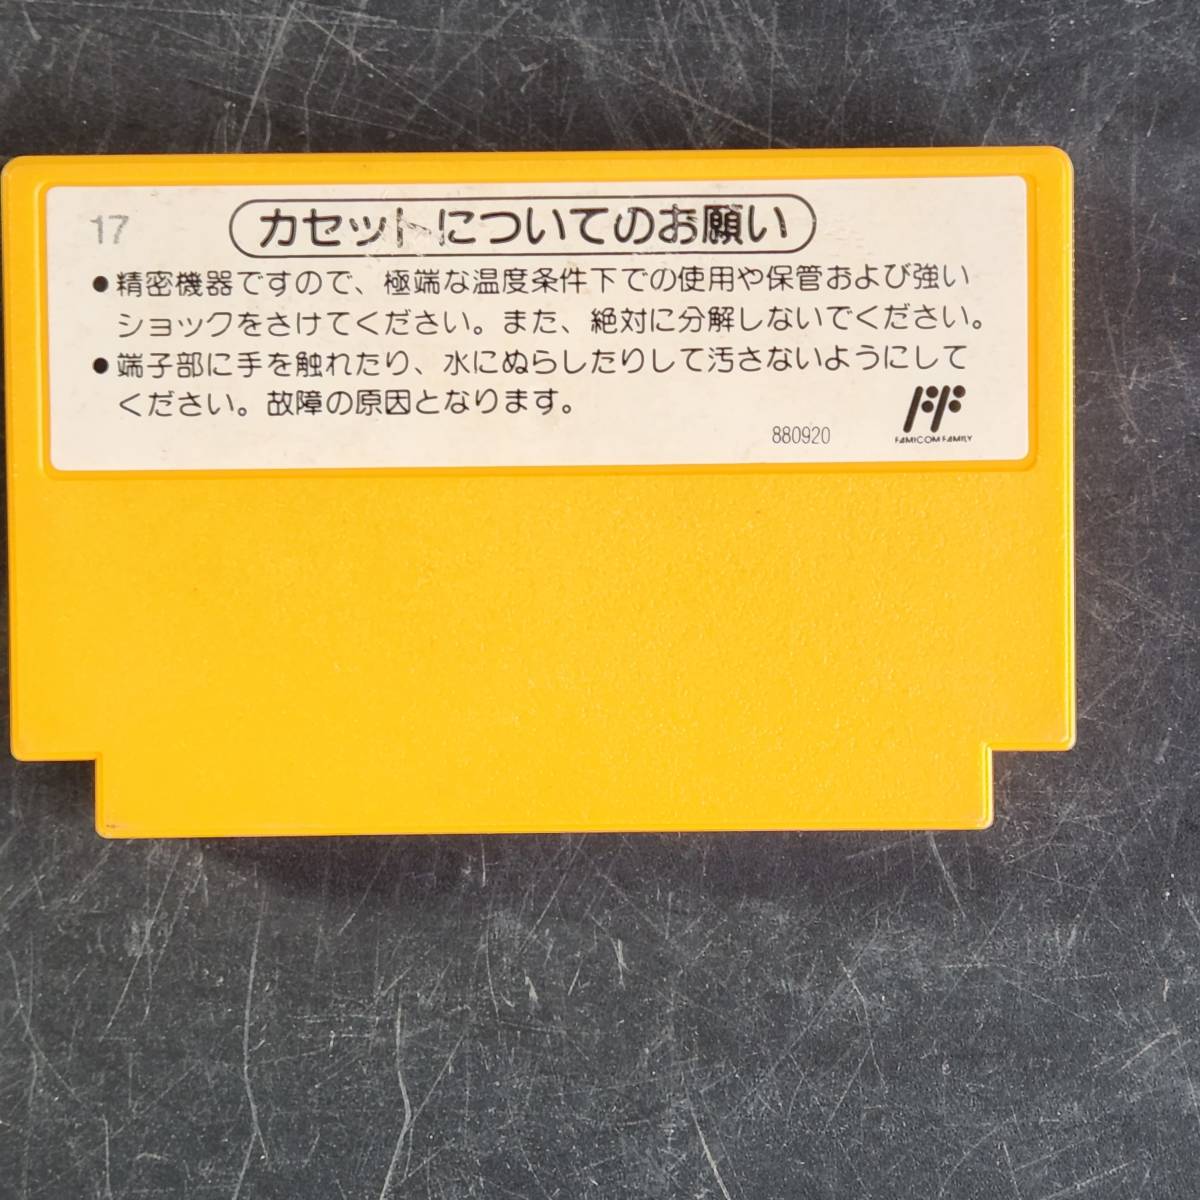 17
カセットについてのお願い
●精密機器ですので、極端な温度条件下での使用や保管および強い
ショックをさけてください。また、絶対に分解しないでください。
●端子部に手を触れたり、水にぬらしたりして汚さないようにして
ください。故障の原因となります。
880920
FAMICOM FAMILY